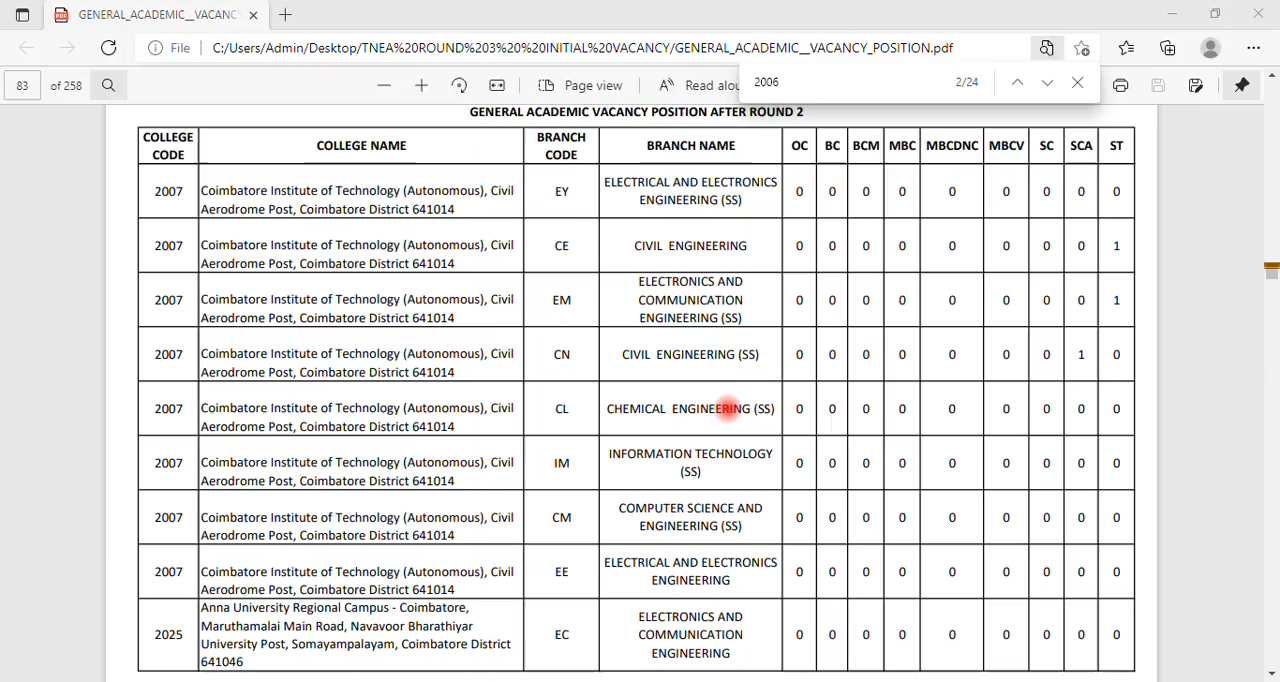 GENERAL_ACADEMIC__VACANCY
File
C:/Users/Admin/Desktop/TNEA%20ROUND%203%20%20INITIAL%20VACANCY/GENERAL_ACADEMIC__VACANCY_POSITION.pdf
83 of 258
Page view
Read alou
2006
2/24
GENERAL ACADEMIC VACANCY POSITION AFTER ROUND 2
COLLEGE CODE COLLEGE NAME BRANCH CODE BRANCH NAME OC BC BCM MBC MBCDNC MBCV SC SCA ST
2007 Coimbatore Institute of Technology (Autonomous), Civil Aerodrome Post, Coimbatore District 641014 EY ELECTRICAL AND ELECTRONICS ENGINEERING (SS) 0 0 0 0 0 0 0 0 0
2007 Coimbatore Institute of Technology (Autonomous), Civil Aerodrome Post, Coimbatore District 641014 CE CIVIL ENGINEERING 0 0 0 0 0 0 0 0 1
2007 Coimbatore Institute of Technology (Autonomous), Civil Aerodrome Post, Coimbatore District 641014 EM ELECTRONICS AND COMMUNICATION ENGINEERING (SS) 0 0 0 0 0 0 0 0 1
2007 Coimbatore Institute of Technology (Autonomous), Civil Aerodrome Post, Coimbatore District 641014 CN CIVIL ENGINEERING (SS) 0 0 0 0 0 0 0 1 0
2007 Coimbatore Institute of Technology (Autonomous), Civil Aerodrome Post, Coimbatore District 641014 CL CHEMICAL ENGINEERING (SS) 0 0 0 0 0 0 0 0 0
2007 Coimbatore Institute of Technology (Autonomous), Civil Aerodrome Post, Coimbatore District 641014 IM INFORMATION TECHNOLOGY (SS) 0 0 0 0 0 0 0 0 0
2007 Coimbatore Institute of Technology (Autonomous), Civil Aerodrome Post, Coimbatore District 641014 CM COMPUTER SCIENCE AND ENGINEERING (SS) 0 0 0 0 0 0 0 0 0
2007 Coimbatore Institute of Technology (Autonomous), Civil Aerodrome Post, Coimbatore District 641014 EE ELECTRICAL AND ELECTRONICS ENGINEERING 0 0 0 0 0 0 0 0 0
2025 Anna University Regional Campus - Coimbatore, Maruthamalai Main Road, Navavoor Bharathiyar University Post, Somayampalayam, Coimbatore District 641046 EC ELECTRONICS AND COMMUNICATION ENGINEERING 0 0 0 0 0 0 0 0 0